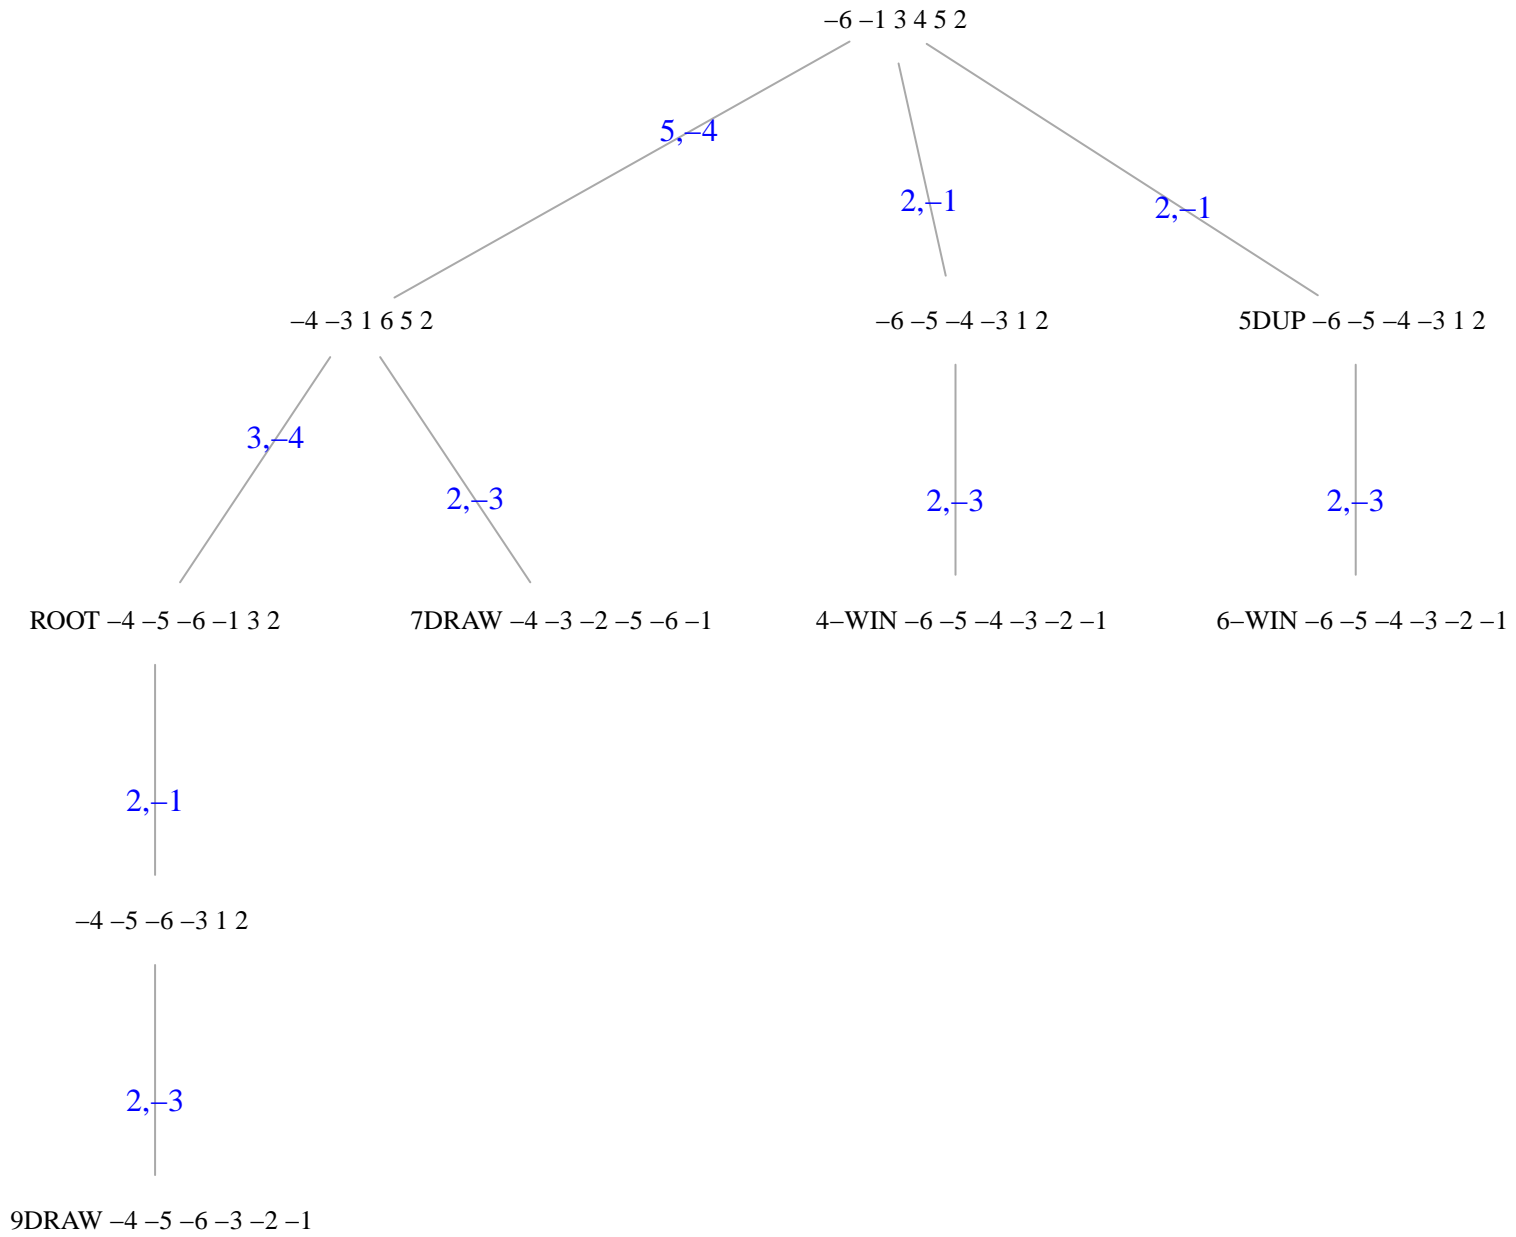 –6 –1 3 4 5 2
5,–4
2,–1
2,–1
–4 –3 1 6 5 2
–6 –5 –4 –3 1 2
5DUP –6 –5 –4 –3 1 2
3,–4
2,–3
2,–3
2,–3
ROOT –4 –5 –6 –1 3 2
7DRAW –4 –3 –2 –5 –6 –1
4–WIN –6 –5 –4 –3 –2 –1
6–WIN –6 –5 –4 –3 –2 –1
2,–1
–4 –5 –6 –3 1 2
2,–3
9DRAW –4 –5 –6 –3 –2 –1